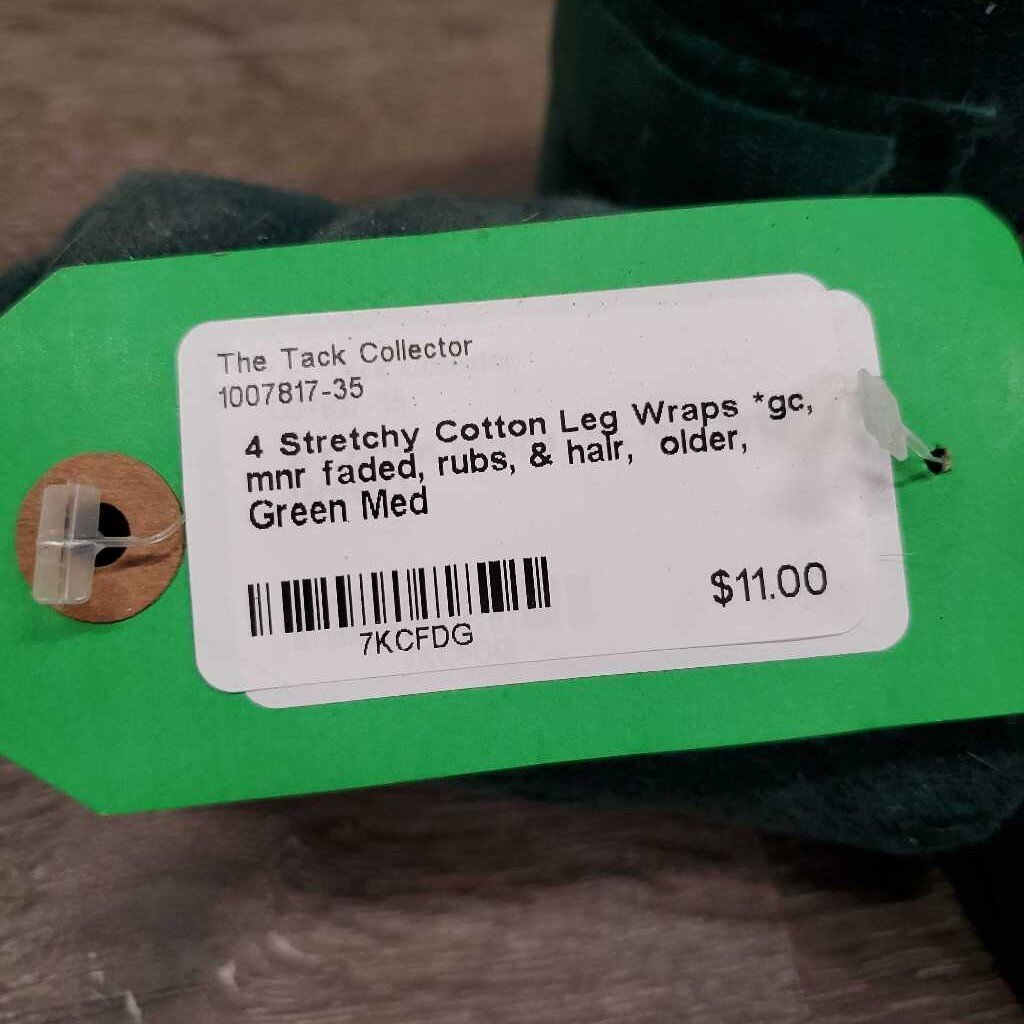 The Tack Collector
1007817-35
4 Stretchy Cotton Leg Wraps *gc,
mnr faded, rubs, & hair, older,
Green Med
$11.00
7KCFDG